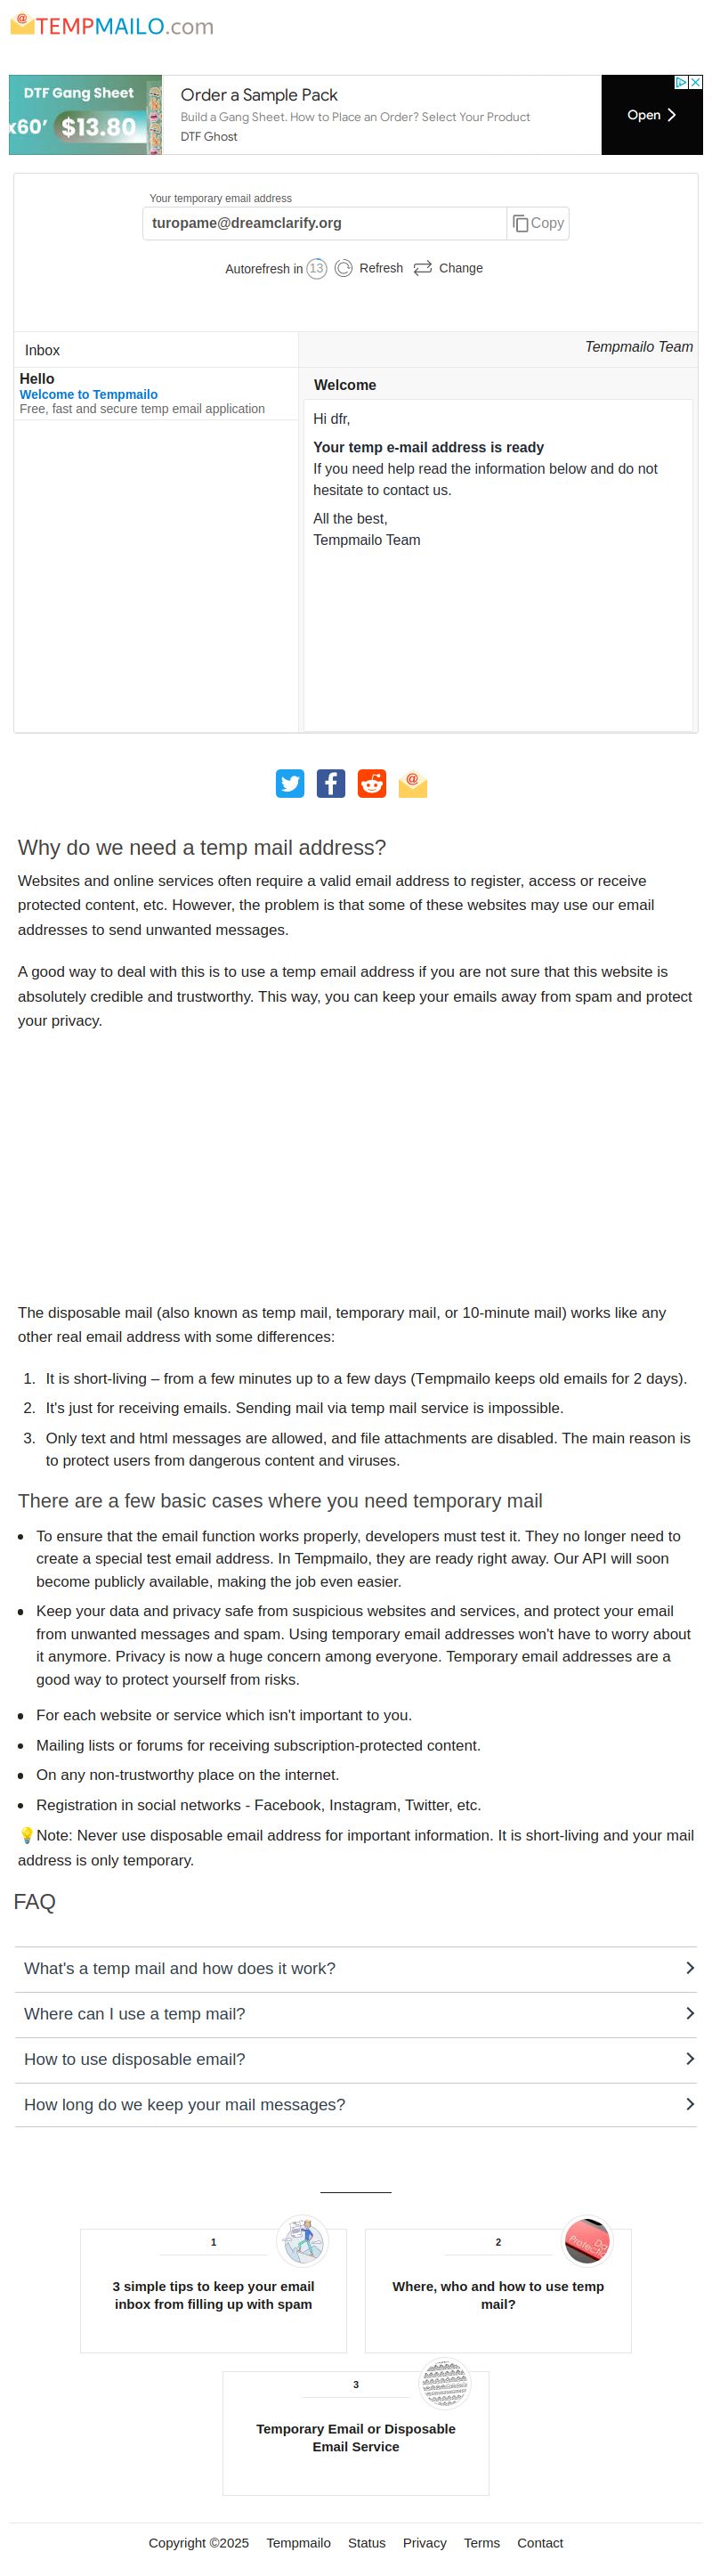 TEMPMAILO.com
DTF Gang Sheet
x60' $13.80
Order a Sample Pack
Build a Gang Sheet. How to Place an Order? Select Your Product
DTF Ghost
Open
Your temporary email address
turopame@dreamclarify.org
Copy
Autorefresh in 13 Refresh Change
Inbox
Tempmailo Team
Hello
Welcome to Tempmailo
Free, fast and secure temp email application
Welcome
Hi dfr,
Your temp e-mail address is ready
If you need help read the information below and do not
hesitate to contact us.
All the best,
Tempmailo Team
Why do we need a temp mail address?
Websites and online services often require a valid email address to register, access or receive
protected content, etc. However, the problem is that some of these websites may use our email
addresses to send unwanted messages.
A good way to deal with this is to use a temp email address if you are not sure that this website is
absolutely credible and trustworthy. This way, you can keep your emails away from spam and protect
your privacy.
The disposable mail (also known as temp mail, temporary mail, or 10-minute mail) works like any
other real email address with some differences:
1. It is short-living – from a few minutes up to a few days (Tempmailo keeps old emails for 2 days).
2. It's just for receiving emails. Sending mail via temp mail service is impossible.
3. Only text and html messages are allowed, and file attachments are disabled. The main reason is
to protect users from dangerous content and viruses.
There are a few basic cases where you need temporary mail
• To ensure that the email function works properly, developers must test it. They no longer need to
create a special test email address. In Tempmailo, they are ready right away. Our API will soon
become publicly available, making the job even easier.
• Keep your data and privacy safe from suspicious websites and services, and protect your email
from unwanted messages and spam. Using temporary email addresses won't have to worry about
it anymore. Privacy is now a huge concern among everyone. Temporary email addresses are a
good way to protect yourself from risks.
• For each website or service which isn't important to you.
• Mailing lists or forums for receiving subscription-protected content.
• On any non-trustworthy place on the internet.
• Registration in social networks - Facebook, Instagram, Twitter, etc.
💡Note: Never use disposable email address for important information. It is short-living and your mail
address is only temporary.
FAQ
What's a temp mail and how does it work?
Where can I use a temp mail?
How to use disposable email?
How long do we keep your mail messages?
1
3 simple tips to keep your email
inbox from filling up with spam
2
Where, who and how to use temp
mail?
3
Temporary Email or Disposable
Email Service
Copyright ©2025 Tempmailo Status Privacy Terms Contact